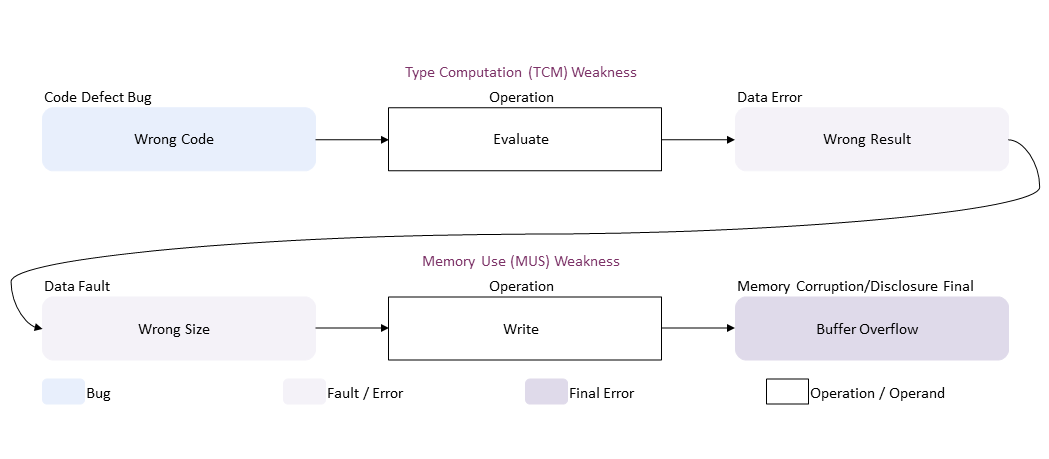 Type Computation (TCM) Weakness
Code Defect Bug
Operation
Data Error
Wrong Code
Evaluate
Wrong Result
Memory Use (MUS) Weakness
Data Fault
Operation
Memory Corruption/Disclosure Final
Wrong Size
Write
Buffer Overflow
Bug
Fault / Error
Final Error
Operation / Operand